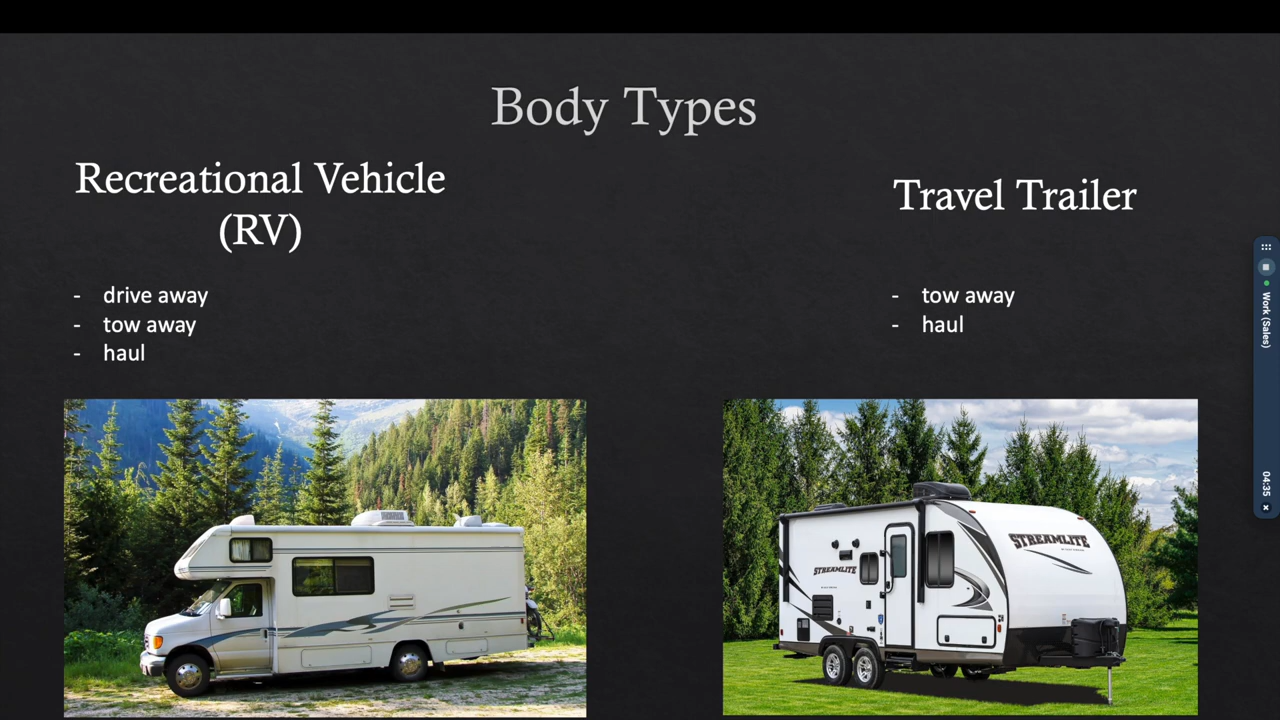 Body Types
Recreational Vehicle
(RV)
- drive away
- tow away
- haul
Travel Trailer
- tow away
- haul
STREAMLITE
STREAMLITE
Work (Sales)
04:35